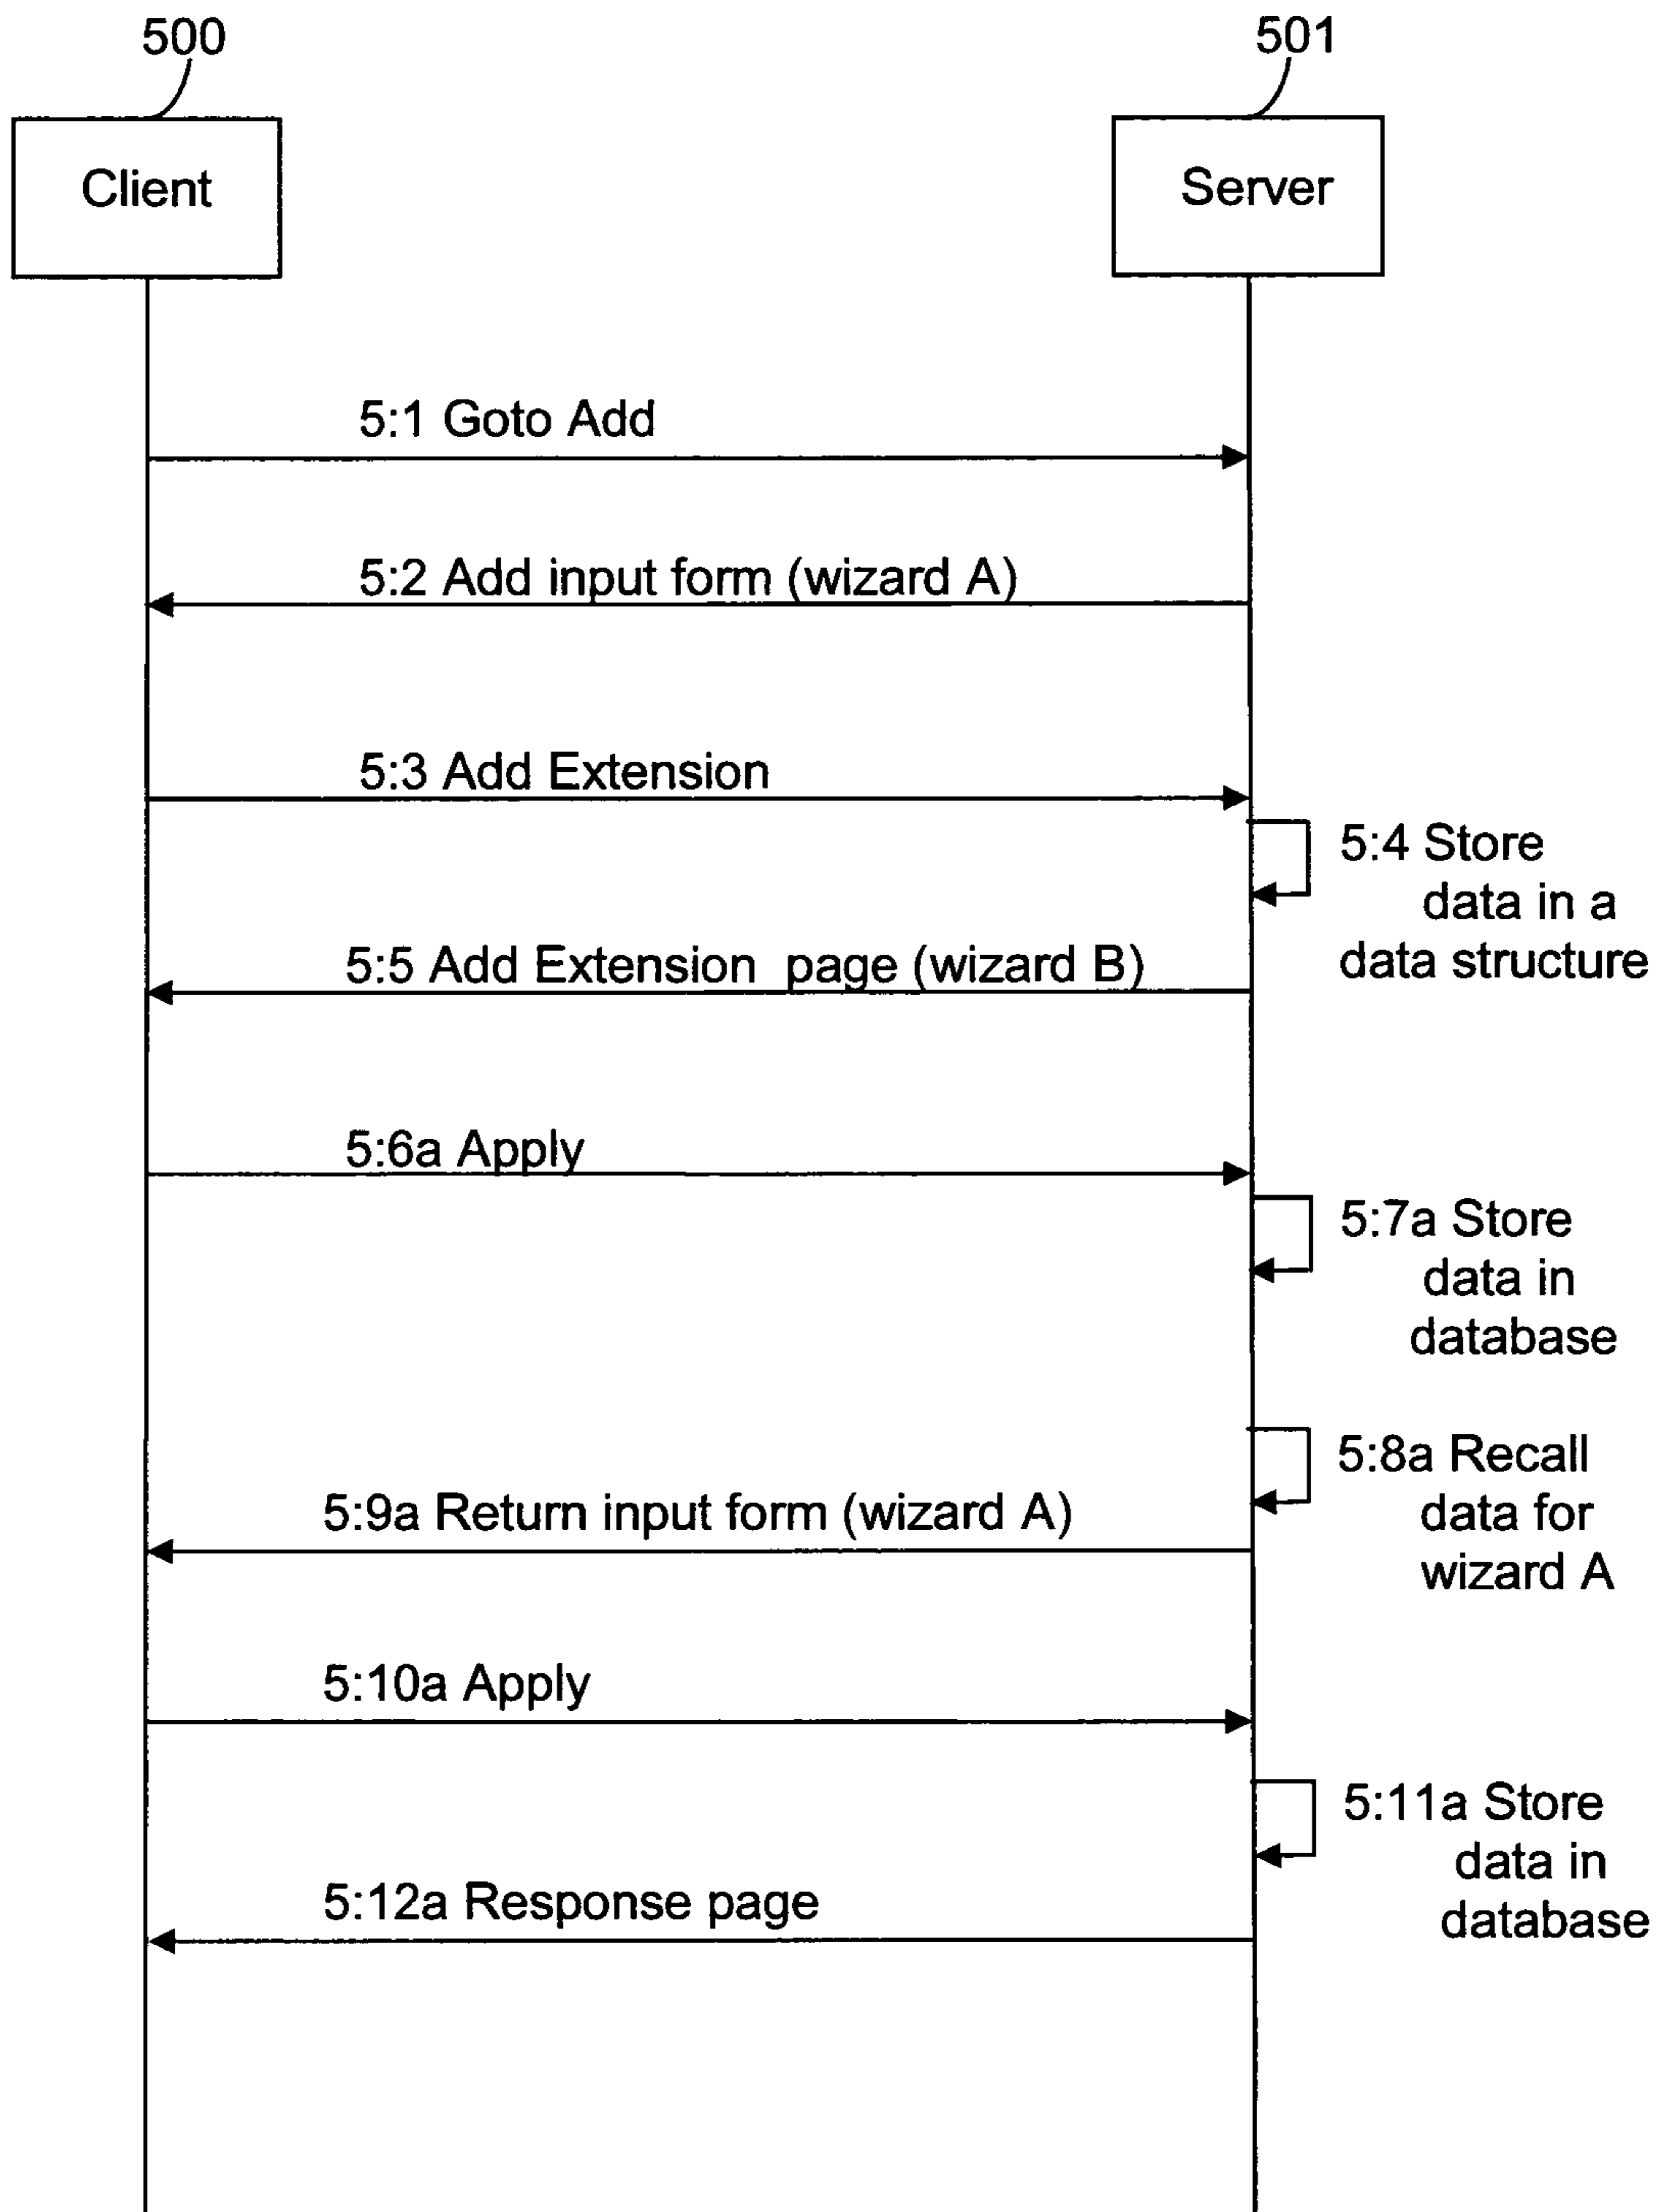 500
501
Client
Server
5:1 Goto Add
5:2 Add input form (wizard A)
5:3 Add Extension
5:4 Store
data in a
data structure
5:5 Add Extension page (wizard B)
5:6a Apply
5:7a Store
data in
database
5:8a Recall
data for
wizard A
5:9a Return input form (wizard A)
5:10a Apply
5:11a Store
data in
database
5:12a Response page